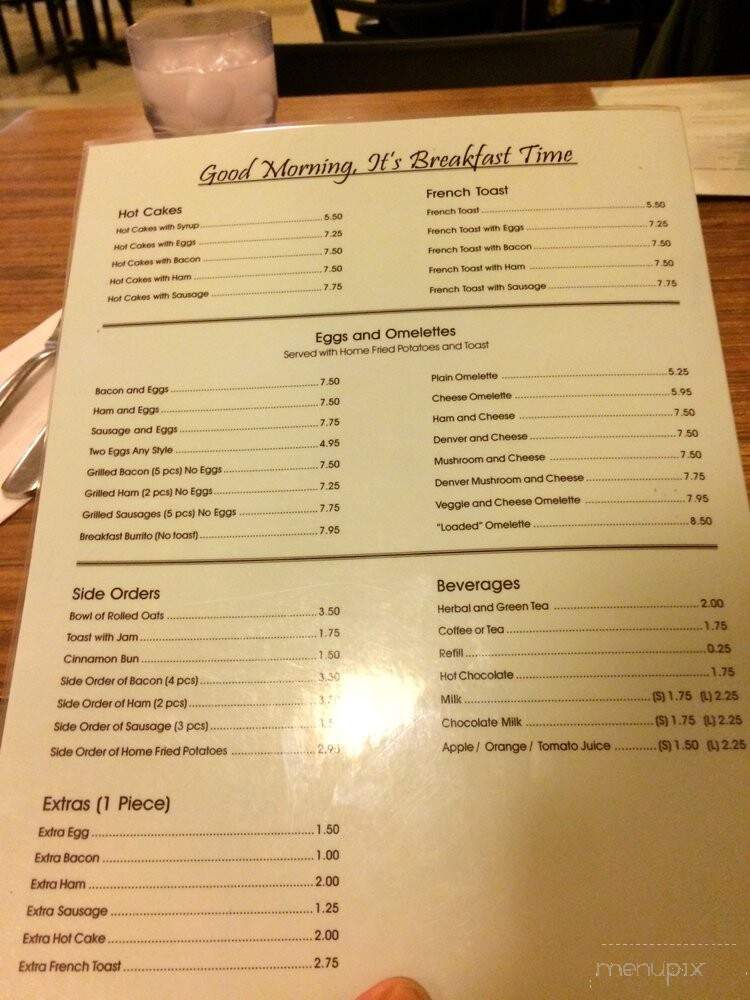 Good Morning, It's Breakfast Time
Hot Cakes
Hot Cakes with Syrup 5.50
Hot Cakes with Eggs 7.25
Hot Cakes with Bacon 7.50
Hot Cakes with Ham 7.50
Hot Cakes with Sausage 7.75
French Toast
French Toast 5.50
French Toast with Eggs 7.25
French Toast with Bacon 7.50
French Toast with Ham 7.50
French Toast with Sausage 7.75
Eggs and Omelettes
Served with Home Fried Potatoes and Toast
Bacon and Eggs 7.50
Ham and Eggs 7.50
Sausage and Eggs 7.75
Two Eggs Any Style 4.95
Grilled Bacon (5 pcs) No Eggs 7.50
Grilled Ham (2 pcs) No Eggs 7.25
Grilled Sausages (5 pcs) No Eggs 7.75
Breakfast Burrito (No toast) 7.95
Plain Omelette 5.25
Cheese Omelette 5.95
Ham and Cheese 7.50
Denver and Cheese 7.50
Mushroom and Cheese 7.50
Denver Mushroom and Cheese 7.75
Veggie and Cheese Omelette 7.95
"Loaded" Omelette 8.50
Side Orders
Bowl of Rolled Oats 3.50
Toast with Jam 1.75
Cinnamon Bun 1.50
Side Order of Bacon (4 pcs)
Side Order of Ham (2 pcs)
Side Order of Sausage (3 pcs)
Side Order of Home Fried Potatoes 2.95
Beverages
Herbal and Green Tea 2.00
Coffee or Tea 1.75
Refill 0.25
Hot Chocolate 1.75
Milk (S) 1.75 (L) 2.25
Chocolate Milk (S) 1.75 (L) 2.25
Apple / Orange / Tomato Juice (S) 1.50 (L) 2.25
Extras (1 Piece)
Extra Egg 1.50
Extra Bacon 1.00
Extra Ham 2.00
Extra Sausage 1.25
Extra Hot Cake 2.00
Extra French Toast 2.75
menupix